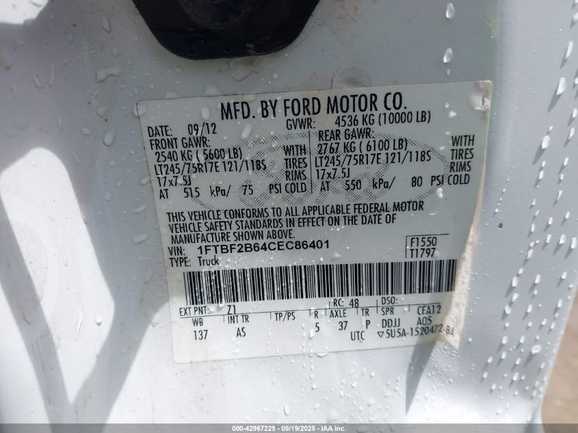 MFD. BY FORD MOTOR CO.
DATE: 09/12 GVWR: 4536 KG (10000 LB)
FRONT GAWR: REAR GAWR:
2540 KG (5600 LB) WITH 2767 KG (6100 LB) WITH
LT245/75R17E 121/118S TIRES LT245/75R17E 121/118S TIRES
17x7.5J RIMS 17x7.5J RIMS
AT 515 kPa/ 75 PSI COLD AT 550 kPa/ 80 PSI COLD
THIS VEHICLE CONFORMS TO ALL APPLICABLE FEDERAL MOTOR
VEHICLE SAFETY STANDARDS IN EFFECT ON THE DATE OF
MANUFACTURE SHOWN ABOVE.
VIN: 1FTBF2B64CEC86401 F1550
TYPE: Truck T1797
EXT PNT: Z1 RC: 48 DSO:
WB INT TR TP/PS R AXLE TR SPR CFA12
137 AS 5 37 P DDJJ A05
UTC ▽5U5A-1520472-BA
000-42967225 - 09/19/2025 - IAA Inc.